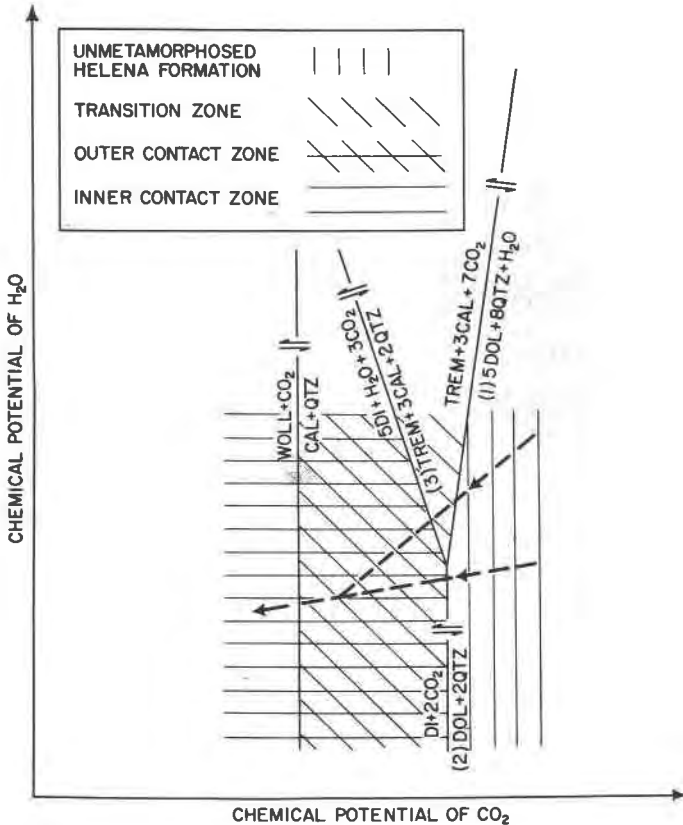 UNMETAMORPHOSED
HELENA FORMATION
TRANSITION ZONE
OUTER CONTACT ZONE
INNER CONTACT ZONE
CHEMICAL POTENTIAL OF H₂O
WOLL+CO₂
CAL+QTZ
5DI+H₂O+3CO₂
(3)TREM+3CAL+2QTZ
TREM+3CAL+7CO₂
(1)5DOL+8QTZ+H₂O
DI+2CO₂
(2)DOL+2QTZ
CHEMICAL POTENTIAL OF CO₂